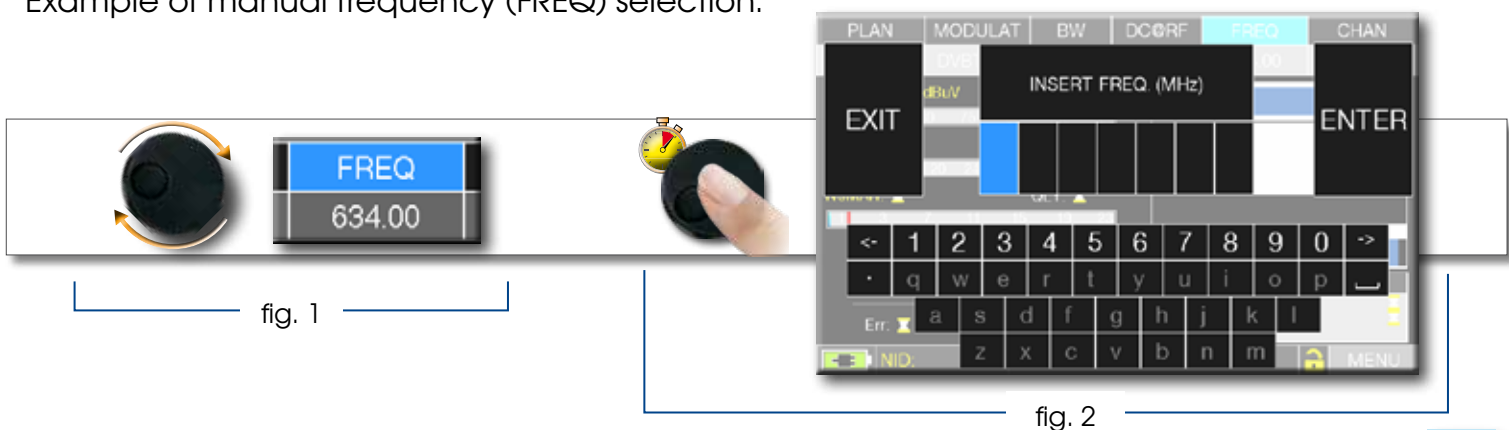 Example of manual frequency (FREQ) selection.
PLAN MODULAT BW DC@RF FREQ CHAN
dBuV
INSERT FREQ. (MHz)
EXIT
ENTER
FREQ
634.00
<- 1 2 3 4 5 6 7 8 9 0 ->
. q w e r t y u i o p
a s d f g h j k l
Err:
z x c v b n m
NID:
MENU
fig. 1
fig. 2